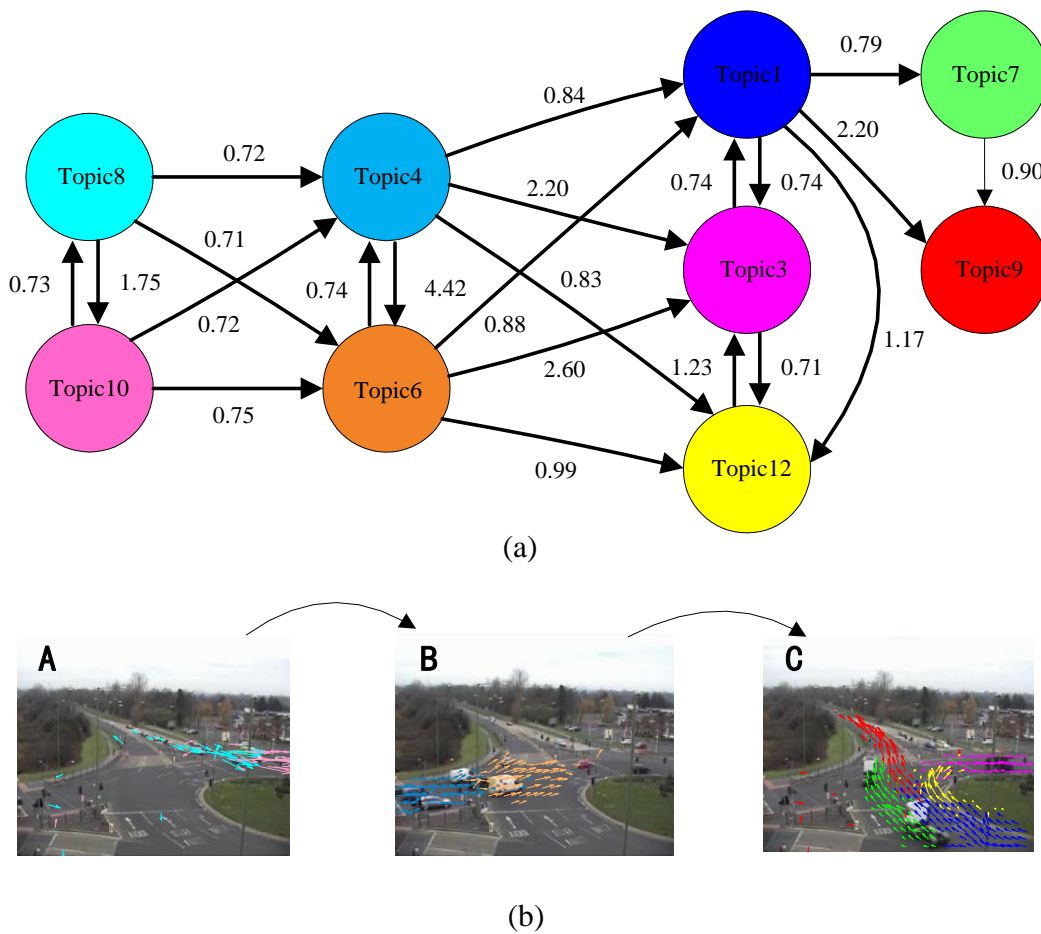 0.79
Topic1
Topic7
0.84
2.20
0.72
Topic8
Topic4
0.74
0.74
0.90
2.20
0.71
0.73
1.75
0.74
4.42
0.83
Topic3
Topic9
0.72
0.88
1.17
2.60
1.23
0.71
Topic10
Topic6
0.75
0.99
Topic12
(a)
A
B
C
(b)